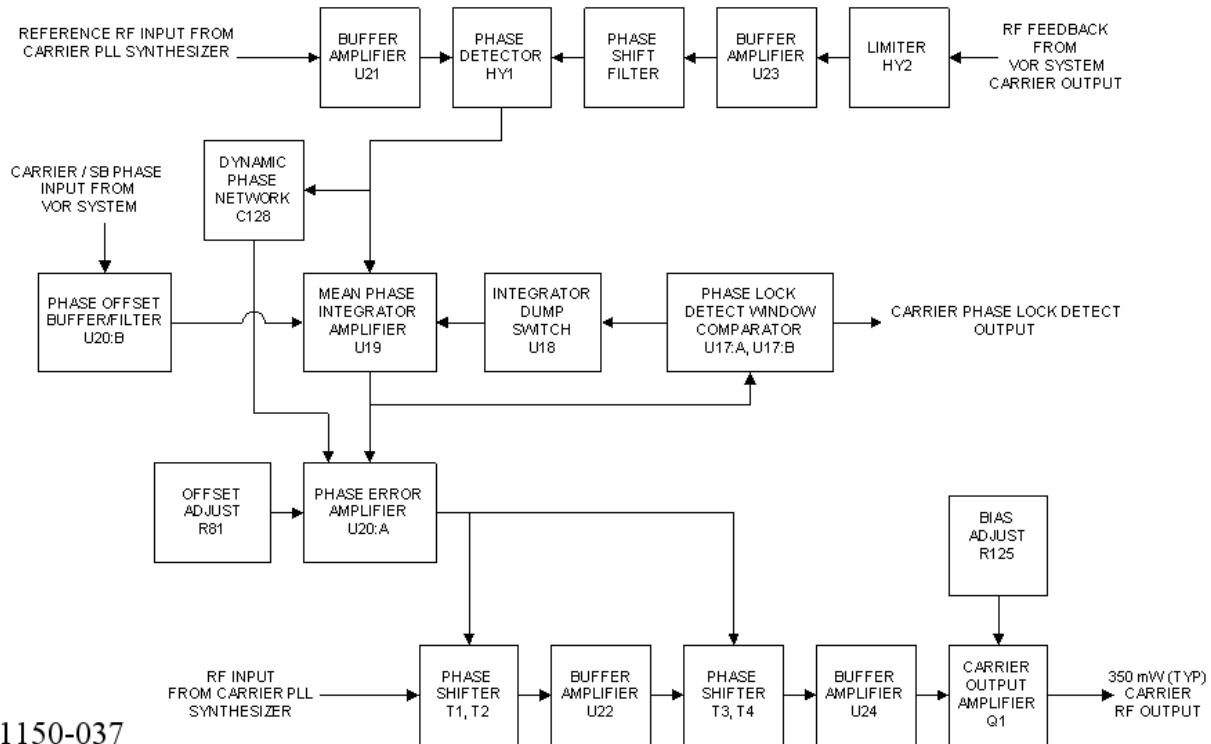 REFERENCE RF INPUT FROM
CARRIER PLL SYNTHESIZER
BUFFER
AMPLIFIER
U21
PHASE
DETECTOR
HY1
PHASE
SHIFT
FILTER
BUFFER
AMPLIFIER
U23
LIMITER
HY2
RF FEEDBACK
FROM
VOR SYSTEM
CARRIER OUTPUT
CARRIER / SB PHASE
INPUT FROM
VOR SYSTEM
DYNAMIC
PHASE
NETWORK
C128
PHASE OFFSET
BUFFER/FILTER
U20:B
MEAN PHASE
INTEGRATOR
AMPLIFIER
U19
INTEGRATOR
DUMP
SWITCH
U18
PHASE LOCK
DETECT WINDOW
COMPARATOR
U17:A, U17:B
CARRIER PHASE LOCK DETECT
OUTPUT
OFFSET
ADJUST
R81
PHASE ERROR
AMPLIFIER
U20:A
BIAS
ADJUST
R125
RF INPUT
FROM CARRIER PLL
SYNTHESIZER
PHASE
SHIFTER
T1, T2
BUFFER
AMPLIFIER
U22
PHASE
SHIFTER
T3, T4
BUFFER
AMPLIFIER
U24
CARRIER
OUTPUT
AMPLIFIER
Q1
350 mW (TYP)
CARRIER
RF OUTPUT
1150-037